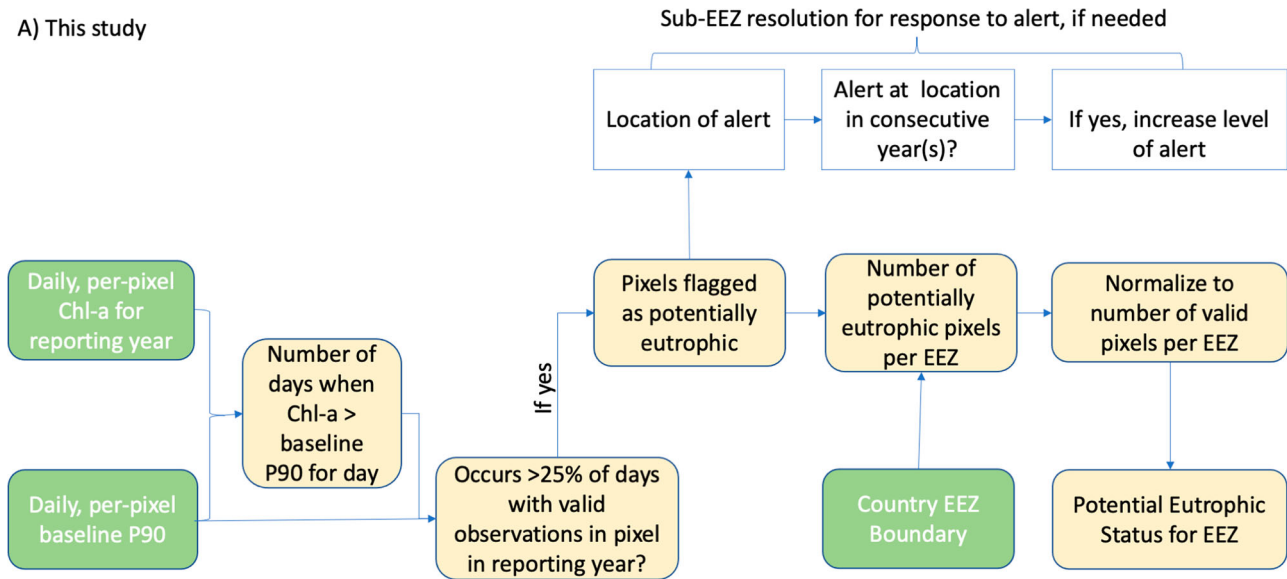 A) This study
Sub-EEZ resolution for response to alert, if needed
Location of alert
Alert at location
in consecutive
year(s)?
If yes, increase level
of alert
Daily, per-pixel
Chl-a for
reporting year
Number of
days when
Chl-a >
baseline
P90 for day
Daily, per-pixel
baseline P90
Occurs >25% of days
with valid
observations in pixel
in reporting year?
If yes
Pixels flagged
as potentially
eutrophic
Number of
potentially
eutrophic pixels
per EEZ
Normalize to
number of valid
pixels per EEZ
Country EEZ
Boundary
Potential Eutrophic
Status for EEZ